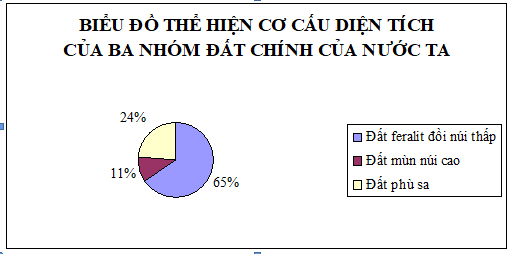 BIỂU ĐỒ THỂ HIỆN CƠ CẤU DIỆN TÍCH
CỦA BA NHÓM ĐẤT CHÍNH CỦA NƯỚC TA
24%
11%
65%
Đất feralit đồi núi thấp
Đất mùn núi cao
Đất phù sa